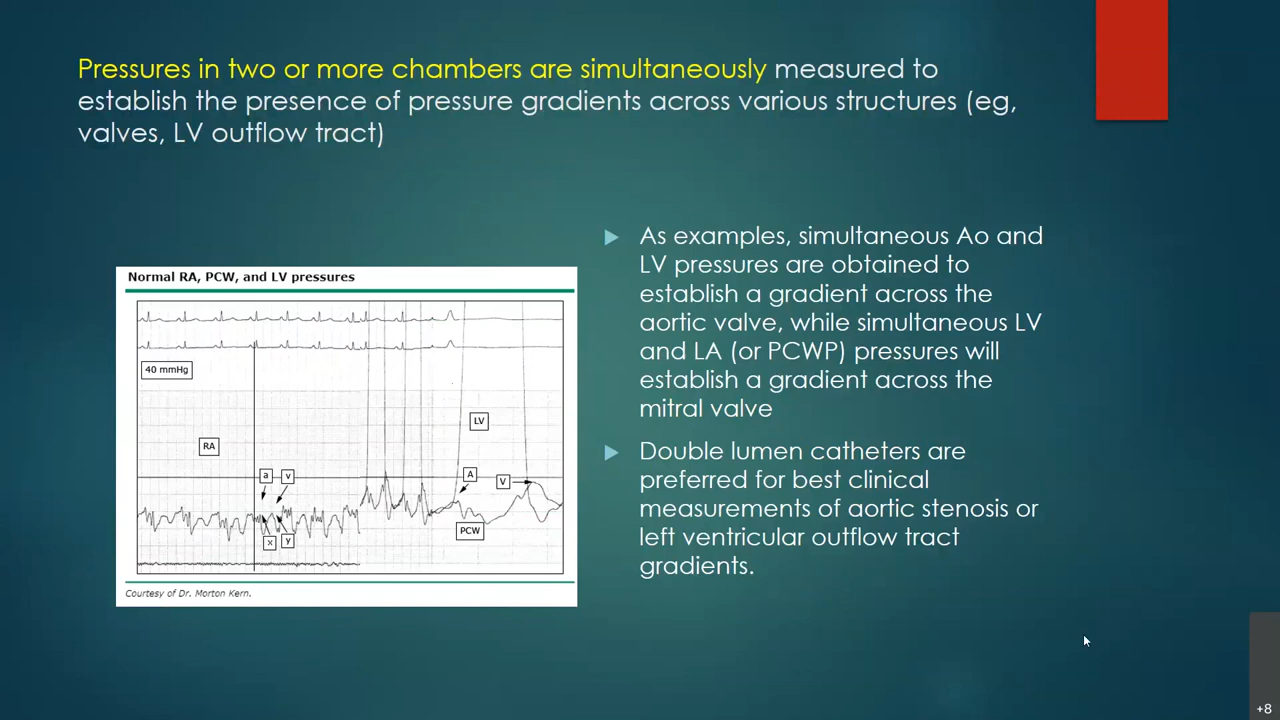 Pressures in two or more chambers are simultaneously measured to
establish the presence of pressure gradients across various structures (eg,
valves, LV outflow tract)
Normal RA, PCW, and LV pressures
40 mmHg
RA
a
v
x
y
LV
A
V
PCW
Courtesy of Dr. Morton Kern.
As examples, simultaneous Ao and
LV pressures are obtained to
establish a gradient across the
aortic valve, while simultaneous LV
and LA (or PCWP) pressures will
establish a gradient across the
mitral valve
Double lumen catheters are
preferred for best clinical
measurements of aortic stenosis or
left ventricular outflow tract
gradients.
+8